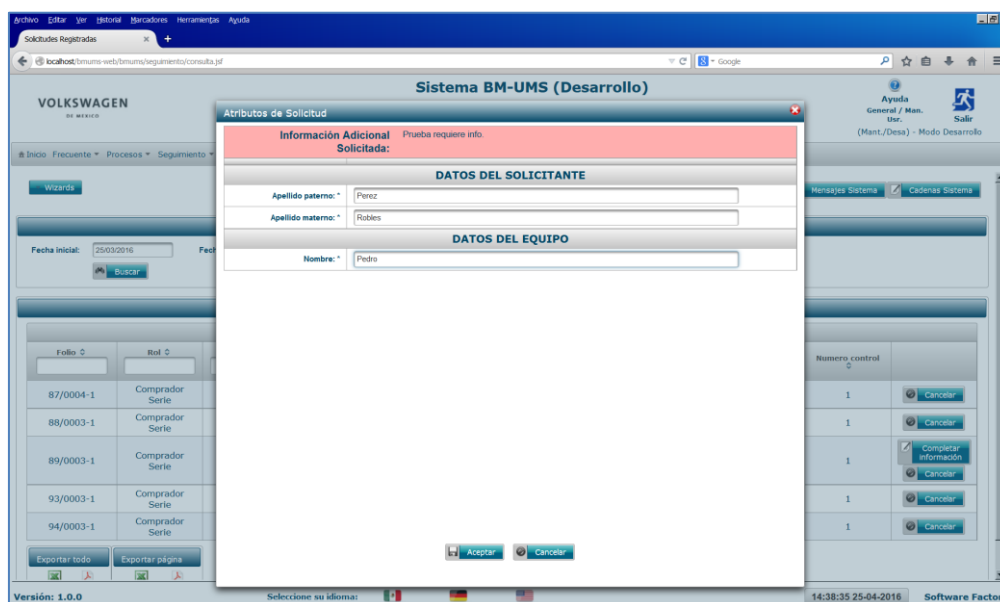 Archivo Editar Ver Historial Marcadores Herramientas Ayuda
Solicitudes Registradas × +
localhost/bmums-web/bmums/seguimiento/consulta.jsf
Google
VOLKSWAGEN
DE MEXICO
Sistema BM-UMS (Desarrollo)
Ayuda
General / Man.
Usr.
Salir
(Mant./Desa) - Modo Desarrollo
Inicio Frecuente Procesos Seguimiento
Wizards
Mensajes Sistema Cadenas Sistema
Atributos de Solicitud
Información Adicional Solicitada: Prueba requiere info.
DATOS DEL SOLICITANTE
Apellido paterno: * Perez
Apellido materno: * Robles
DATOS DEL EQUIPO
Nombre: * Pedro
Aceptar Cancelar
Fecha inicial: 25/03/2016
Buscar
Folio Rol Numero control
87/0004-1 Comprador Serie 1 Cancelar
88/0003-1 Comprador Serie 1 Cancelar
89/0003-1 Comprador Serie 1 Completar información Cancelar
93/0003-1 Comprador Serie 1 Cancelar
94/0003-1 Comprador Serie 1 Cancelar
Exportar todo Exportar página
Versión: 1.0.0 Seleccione su idioma: 14:38:35 25-04-2016 Software Factor